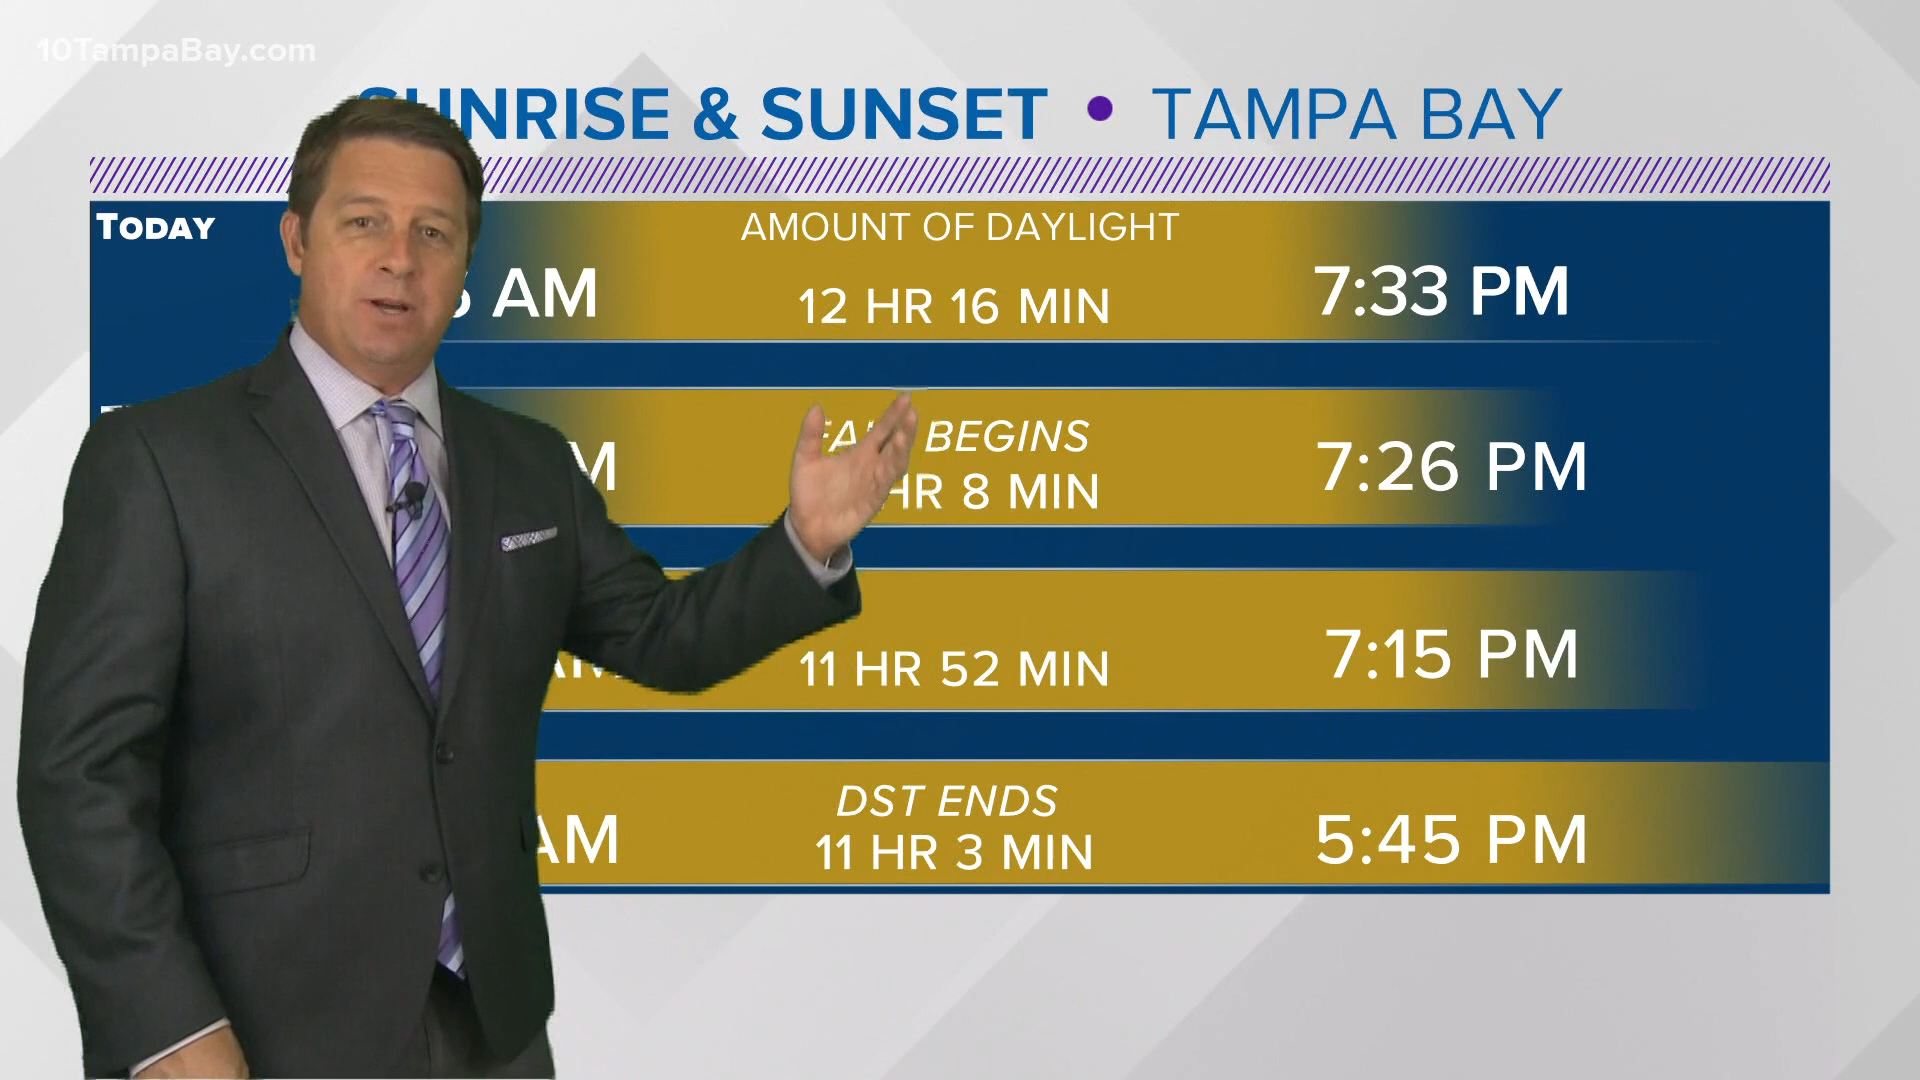 10TampaBay.com
SUNRISE & SUNSET • TAMPA BAY
TODAY
AMOUNT OF DAYLIGHT
AM 12 HR 16 MIN 7:33 PM
BEGINS
HR 8 MIN 7:26 PM
AM 11 HR 52 MIN 7:15 PM
DST ENDS
AM 11 HR 3 MIN 5:45 PM